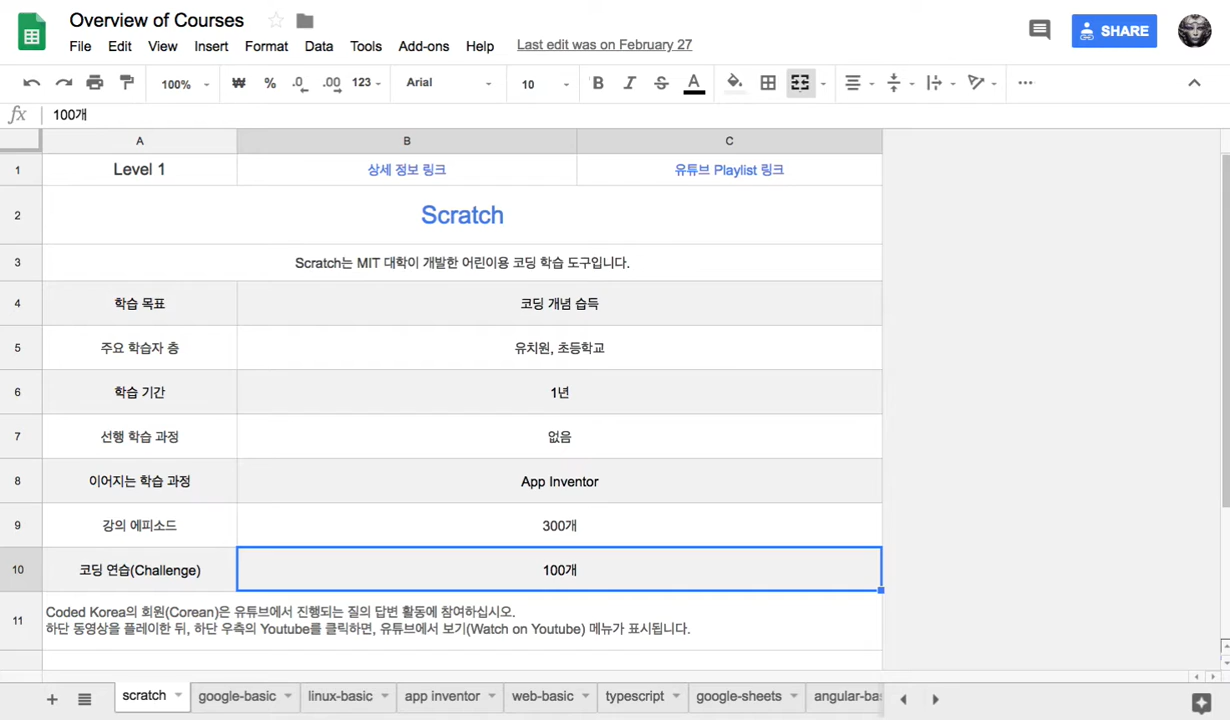 Overview of Courses
File Edit View Insert Format Data Tools Add-ons Help Last edit was on February 27
SHARE
100% ₩ % .0 .00 123 Arial 10 B I S A
fx 100개
A B C
1 Level 1 상세 정보 링크 유튜브 Playlist 링크
2 Scratch
3 Scratch는 MIT 대학이 개발한 어린이용 코딩 학습 도구입니다.
4 학습 목표 코딩 개념 습득
5 주요 학습자 층 유치원, 초등학교
6 학습 기간 1년
7 선행 학습 과정 없음
8 이어지는 학습 과정 App Inventor
9 강의 에피소드 300개
10 코딩 연습(Challenge) 100개
11 Coded Korea의 회원(Corean)은 유튜브에서 진행되는 질의 답변 활동에 참여하십시오.
하단 동영상을 플레이한 뒤, 하단 우측의 Youtube를 클릭하면, 유튜브에서 보기(Watch on Youtube) 메뉴가 표시됩니다.
scratch google-basic linux-basic app inventor web-basic typescript google-sheets angular-ba